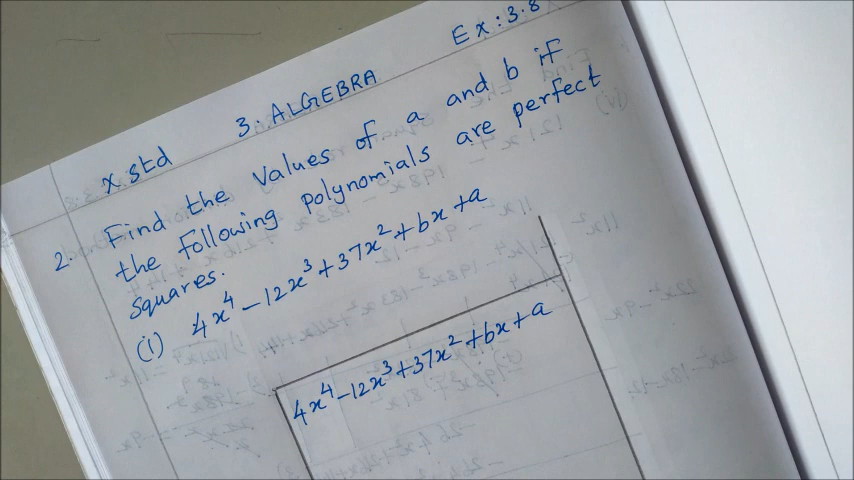 Ex:3.8
X.std 3. ALGEBRA
2. Find the values of a and b if
the following polynomials are perfect
squares.
(i) 4x⁴ - 12x³ + 37x² + bx + a
4x⁴ - 12x³ + 37x² + bx + a